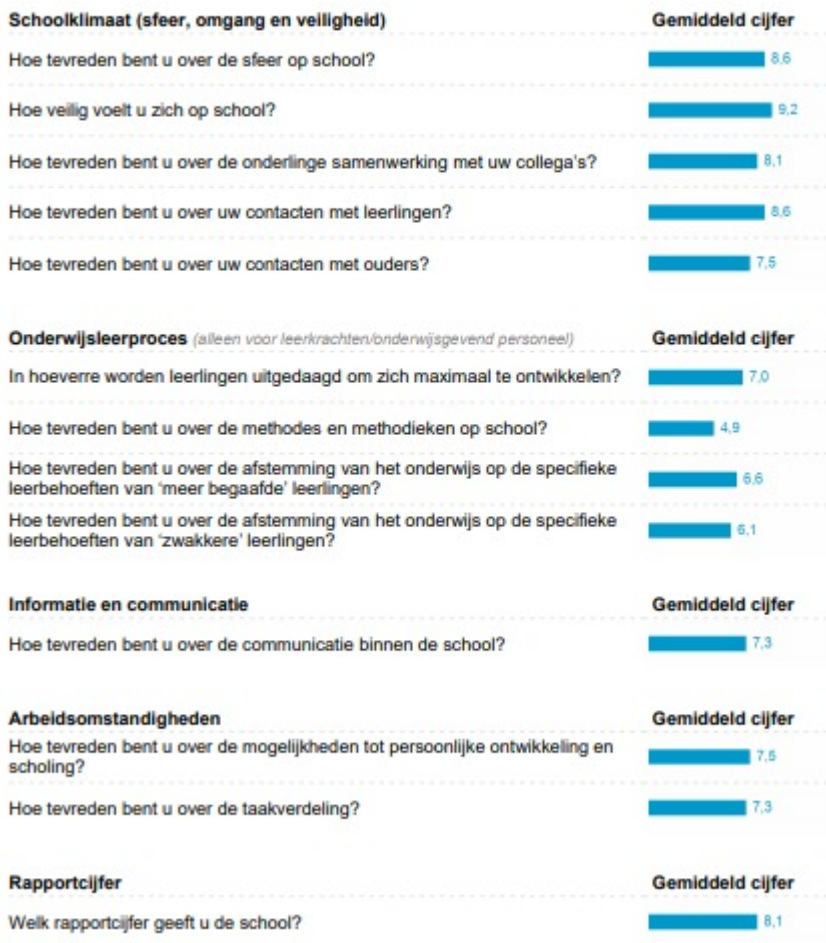 Schoolklimaat (sfeer, omgang en veiligheid) Gemiddeld cijfer
Hoe tevreden bent u over de sfeer op school? 8,6
Hoe veilig voelt u zich op school? 9,2
Hoe tevreden bent u over de onderlinge samenwerking met uw collega's? 8,1
Hoe tevreden bent u over uw contacten met leerlingen? 8,6
Hoe tevreden bent u over uw contacten met ouders? 7,5
Onderwijsleerproces (alleen voor leerkrachten/onderwijsgevend personeel) Gemiddeld cijfer
In hoeverre worden leerlingen uitgedaagd om zich maximaal te ontwikkelen? 7,0
Hoe tevreden bent u over de methodes en methodieken op school? 4,9
Hoe tevreden bent u over de afstemming van het onderwijs op de specifieke
leerbehoeften van 'meer begaafde' leerlingen? 6,6
Hoe tevreden bent u over de afstemming van het onderwijs op de specifieke
leerbehoeften van 'zwakkere' leerlingen? 6,1
Informatie en communicatie Gemiddeld cijfer
Hoe tevreden bent u over de communicatie binnen de school? 7,3
Arbeidsomstandigheden Gemiddeld cijfer
Hoe tevreden bent u over de mogelijkheden tot persoonlijke ontwikkeling en
scholing? 7,5
Hoe tevreden bent u over de taakverdeling? 7,3
Rapportcijfer Gemiddeld cijfer
Welk rapportcijfer geeft u de school? 8,1